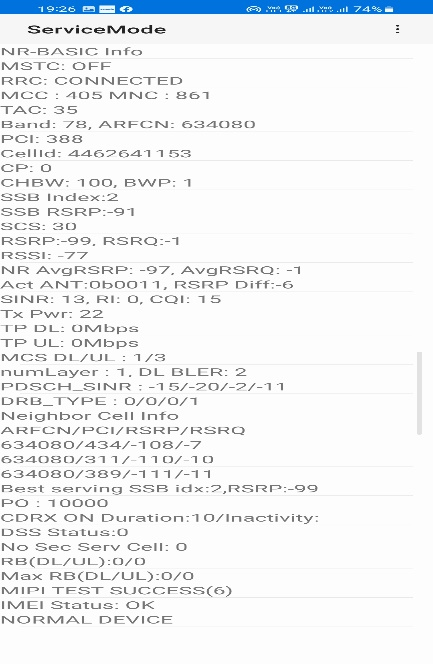 19:26 74%
ServiceMode
NR-BASIC Info
MSTC: OFF
RRC: CONNECTED
MCC : 405 MNC : 861
TAC: 35
Band: 78, ARFCN: 634080
PCI: 388
CellId: 4462641153
CP: 0
CHBW: 100, BWP: 1
SSB Index:2
SSB RSRP:-91
SCS: 30
RSRP:-99, RSRQ:-1
RSSI: -77
NR AvgRSRP: -97, AvgRSRQ: -1
Act ANT:0b0011, RSRP Diff:-6
SINR: 13, RI: 0, CQI: 15
Tx Pwr: 22
TP DL: 0Mbps
TP UL: 0Mbps
MCS DL/UL : 1/3
numLayer : 1, DL BLER: 2
PDSCH_SINR : -15/-20/-2/-11
DRB_TYPE : 0/0/0/1
Neighbor Cell Info
ARFCN/PCI/RSRP/RSRQ
634080/434/-108/-7
634080/311/-110/-10
634080/389/-111/-11
Best serving SSB idx:2,RSRP:-99
PO : 10000
CDRX ON Duration:10/Inactivity:
DSS Status:0
No Sec Serv Cell: 0
RB(DL/UL):0/0
Max RB(DL/UL):0/0
MIPI TEST SUCCESS(6)
IMEI Status: OK
NORMAL DEVICE